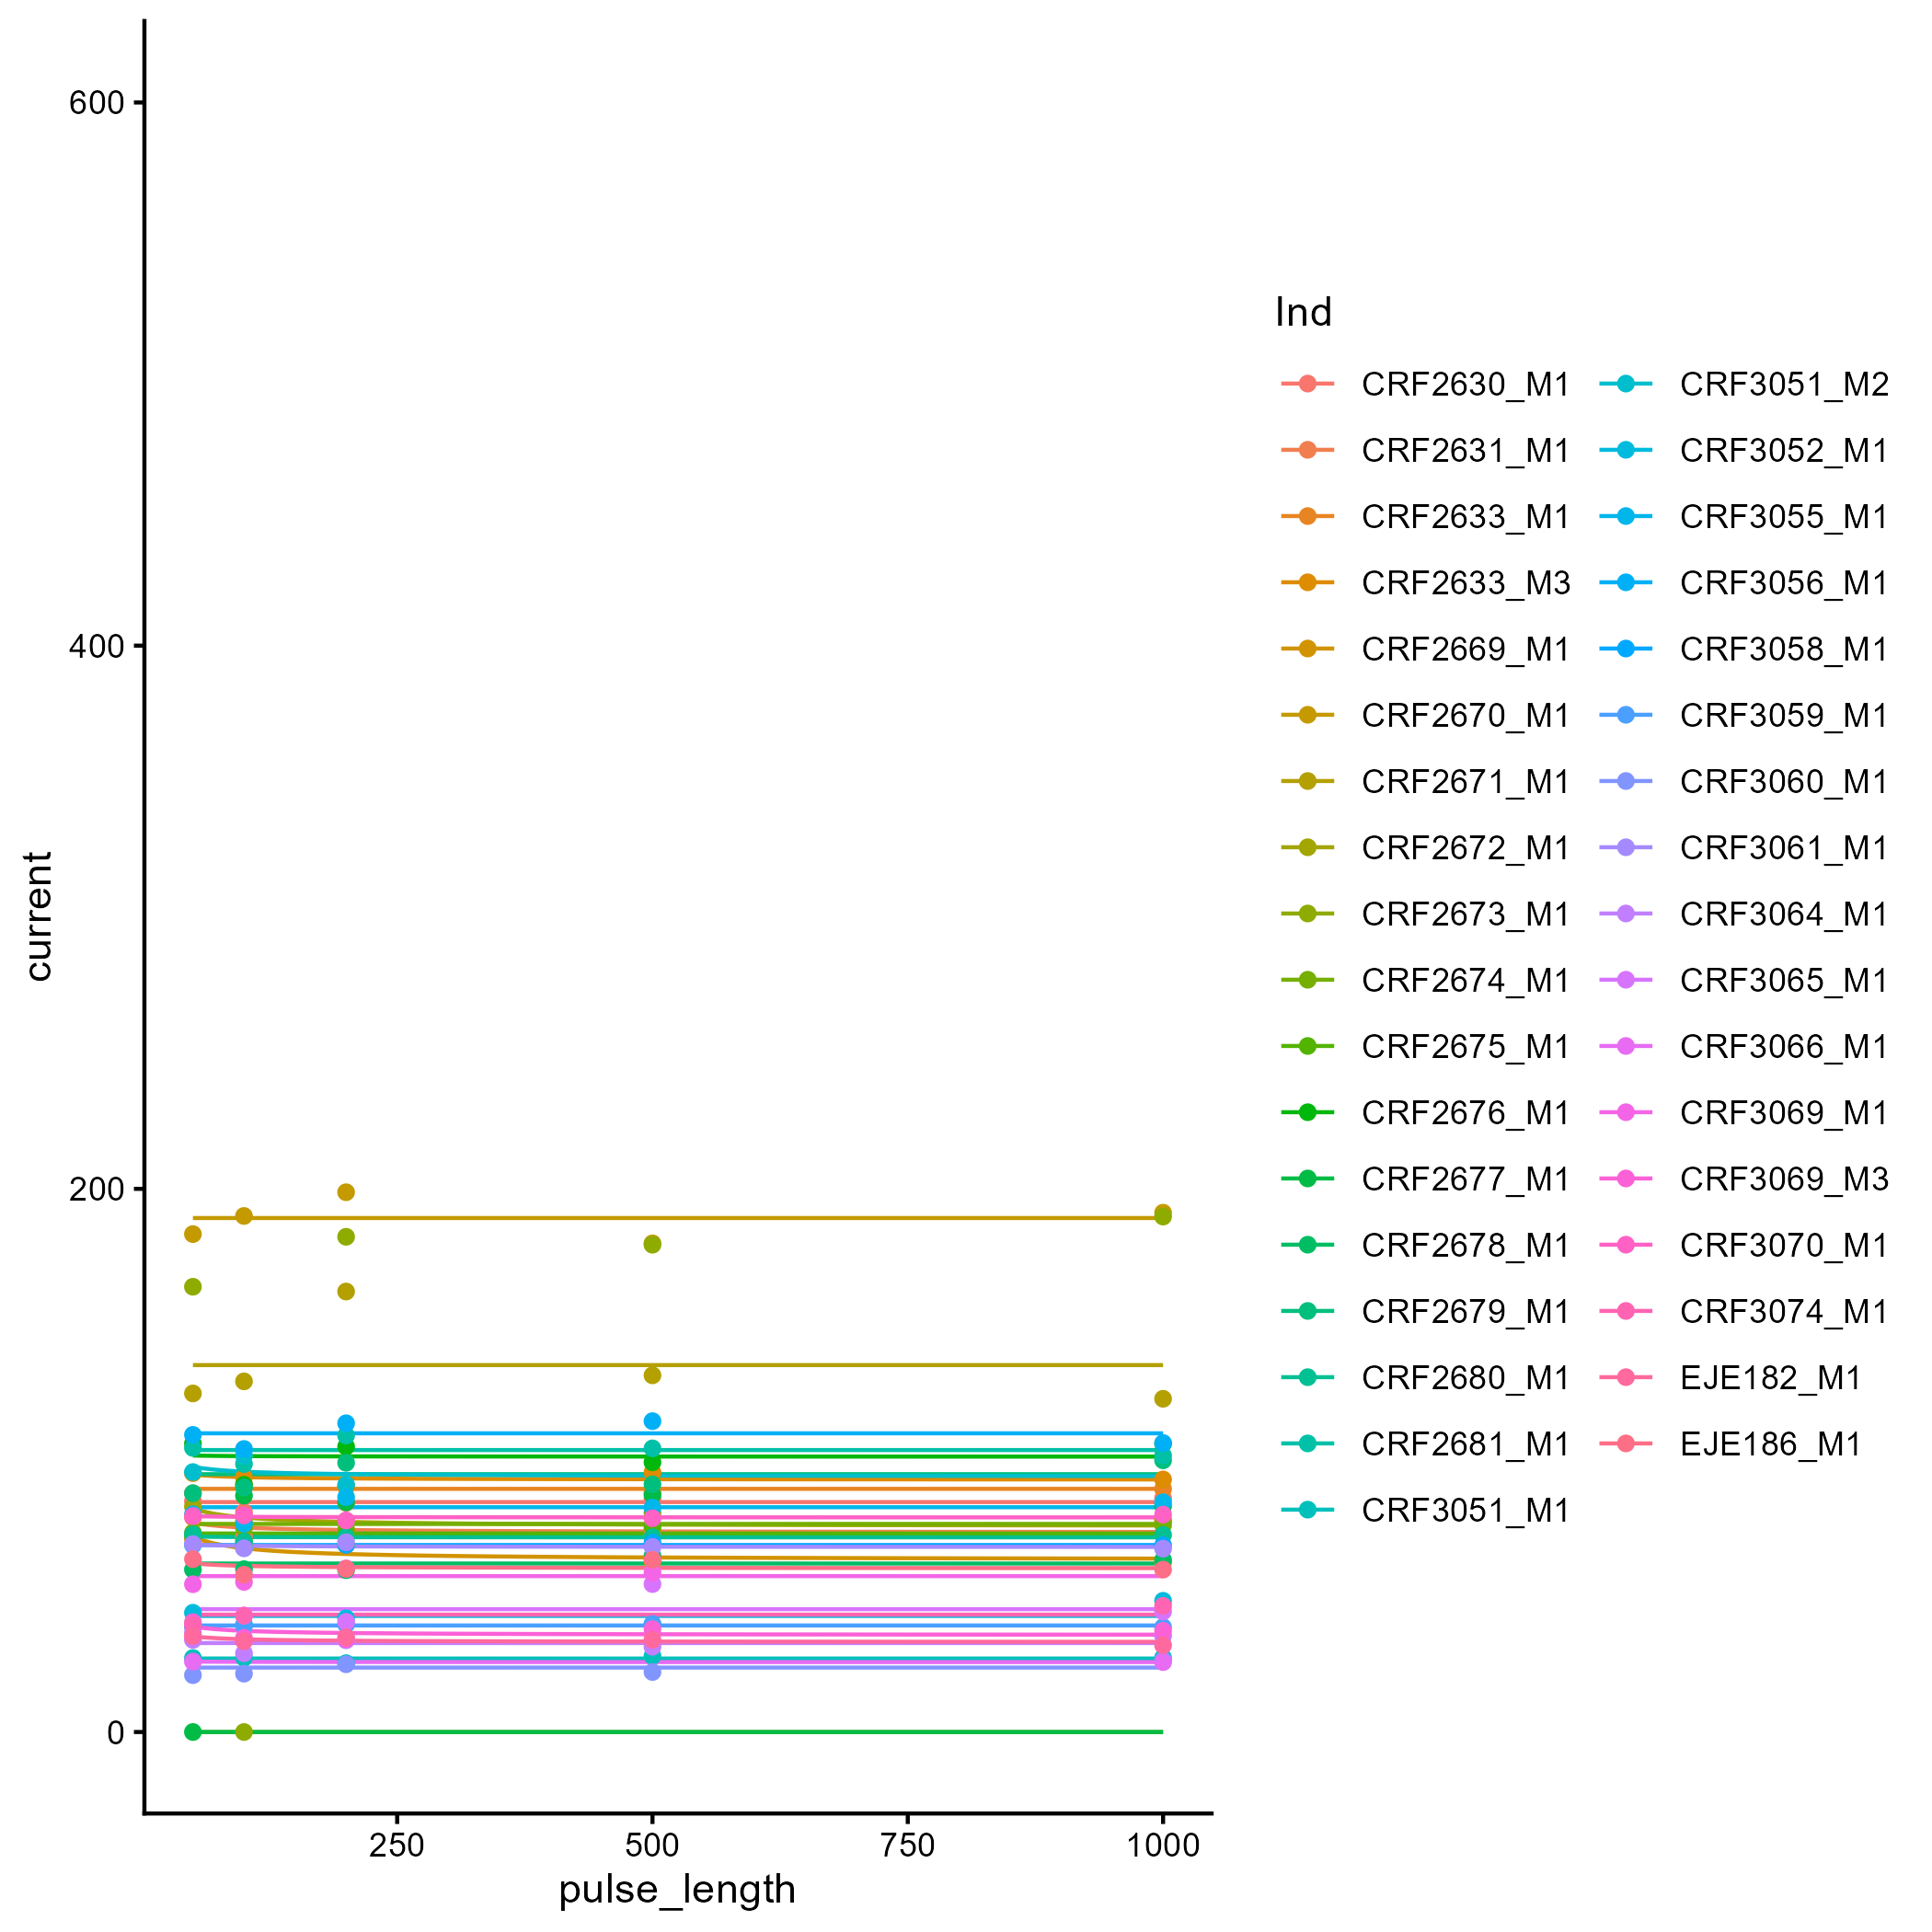 600
400
200
0
current
250 500 750 1000
pulse_length
Ind
CRF2630_M1 CRF3051_M2
CRF2631_M1 CRF3052_M1
CRF2633_M1 CRF3055_M1
CRF2633_M3 CRF3056_M1
CRF2669_M1 CRF3058_M1
CRF2670_M1 CRF3059_M1
CRF2671_M1 CRF3060_M1
CRF2672_M1 CRF3061_M1
CRF2673_M1 CRF3064_M1
CRF2674_M1 CRF3065_M1
CRF2675_M1 CRF3066_M1
CRF2676_M1 CRF3069_M1
CRF2677_M1 CRF3069_M3
CRF2678_M1 CRF3070_M1
CRF2679_M1 CRF3074_M1
CRF2680_M1 EJE182_M1
CRF2681_M1 EJE186_M1
CRF3051_M1